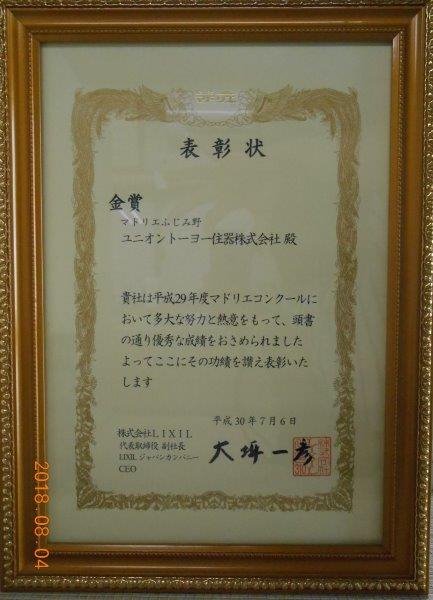 マドリエ
表彰状
金賞
マドリエふじみ野
ユニオントーヨー住器株式会社 殿
貴社は平成29年度マドリエコンクールに
おいて多大な努力と熱意をもって、頭書
の通り優秀な成績をおさめられました
よってここにその功績を讃え表彰いた
します
平成30年7月6日
株式会社LIXIL
代表取締役 副社長
LIXIL ジャパンカンパニー
CEO
大坪一彦
2018.08.04